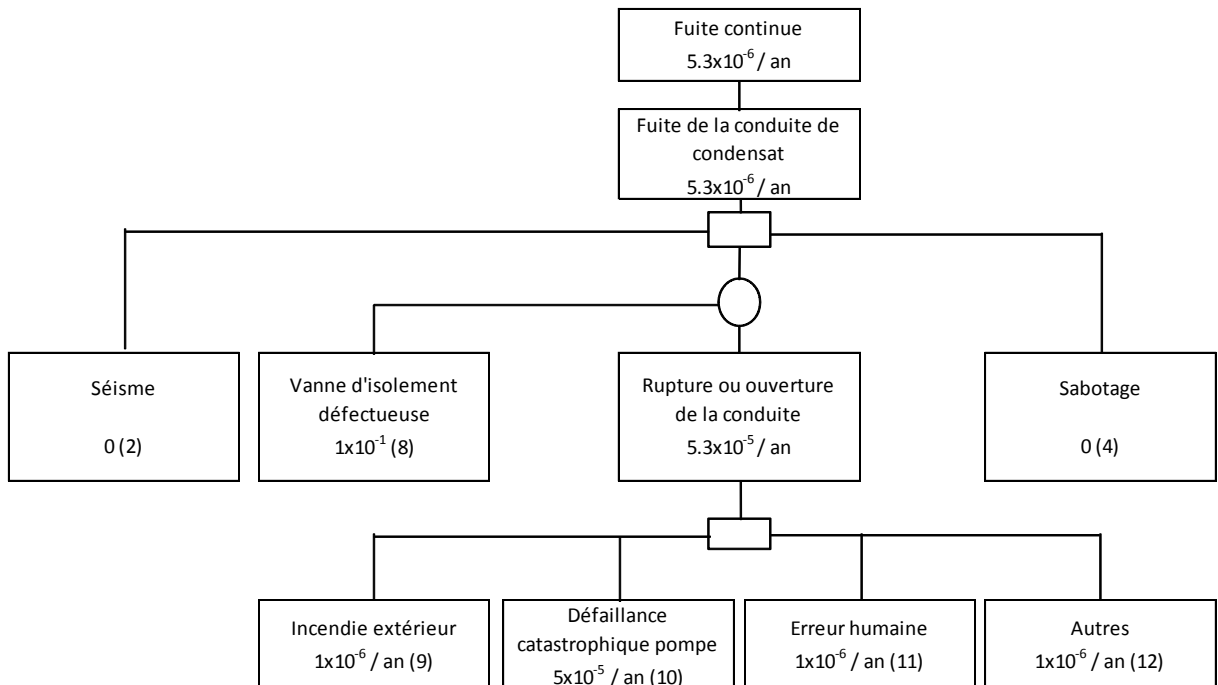 Fuite continue
5.3x10⁻⁶ / an
Fuite de la conduite de
condensat
5.3x10⁻⁶ / an
Séisme
0 (2)
Vanne d'isolement
défectueuse
1x10⁻¹ (8)
Rupture ou ouverture
de la conduite
5.3x10⁻⁵ / an
Sabotage
0 (4)
Incendie extérieur
1x10⁻⁶ / an (9)
Défaillance
catastrophique pompe
5x10⁻⁵ / an (10)
Erreur humaine
1x10⁻⁶ / an (11)
Autres
1x10⁻⁶ / an (12)